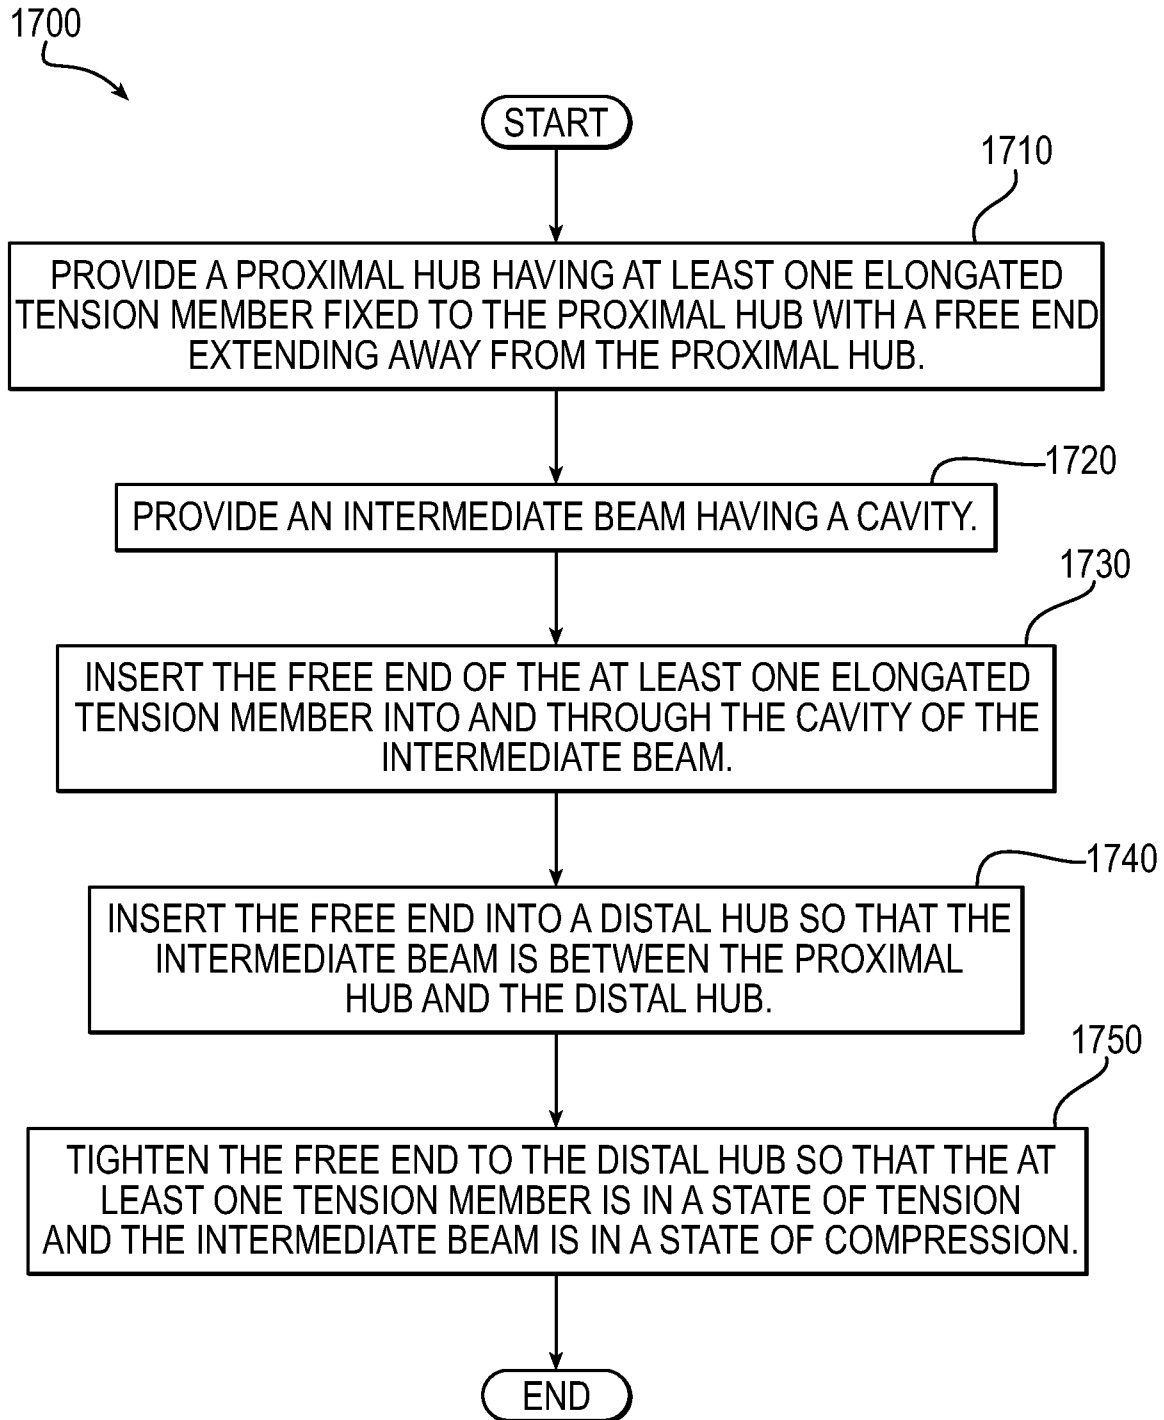 1700
START
1710
PROVIDE A PROXIMAL HUB HAVING AT LEAST ONE ELONGATED
TENSION MEMBER FIXED TO THE PROXIMAL HUB WITH A FREE END
EXTENDING AWAY FROM THE PROXIMAL HUB.
1720
PROVIDE AN INTERMEDIATE BEAM HAVING A CAVITY.
1730
INSERT THE FREE END OF THE AT LEAST ONE ELONGATED
TENSION MEMBER INTO AND THROUGH THE CAVITY OF THE
INTERMEDIATE BEAM.
1740
INSERT THE FREE END INTO A DISTAL HUB SO THAT THE
INTERMEDIATE BEAM IS BETWEEN THE PROXIMAL
HUB AND THE DISTAL HUB.
1750
TIGHTEN THE FREE END TO THE DISTAL HUB SO THAT THE AT
LEAST ONE TENSION MEMBER IS IN A STATE OF TENSION
AND THE INTERMEDIATE BEAM IS IN A STATE OF COMPRESSION.
END